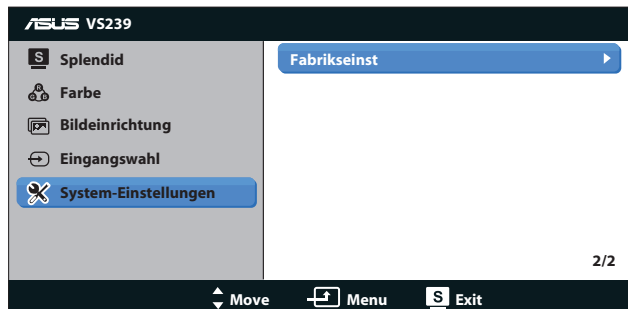 ASUS VS239
S Splendid
Farbe
Bildeinrichtung
Eingangswahl
System-Einstellungen
Fabrikseinst
2/2
Move Menu S Exit